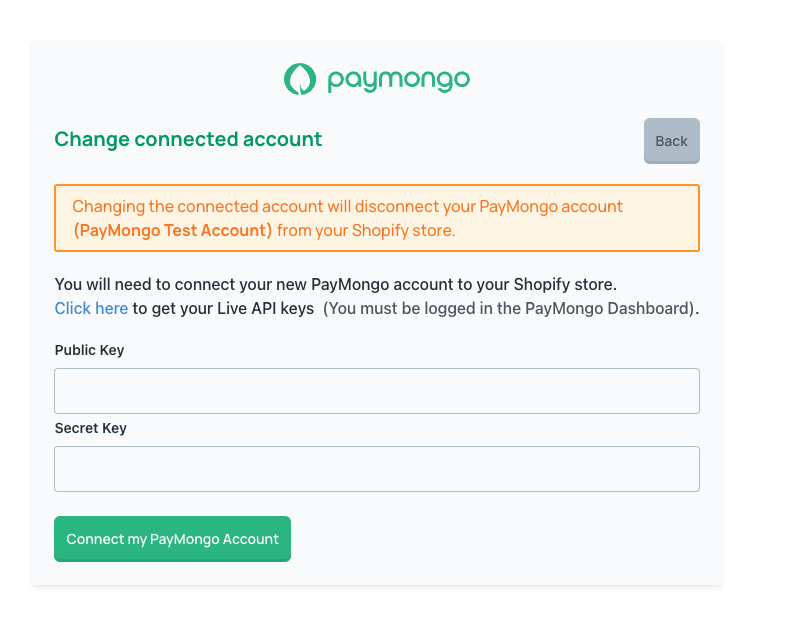 paymongo
Change connected account
Back
Changing the connected account will disconnect your PayMongo account
(PayMongo Test Account) from your Shopify store.
You will need to connect your new PayMongo account to your Shopify store.
Click here to get your Live API keys (You must be logged in the PayMongo Dashboard).
Public Key
Secret Key
Connect my PayMongo Account